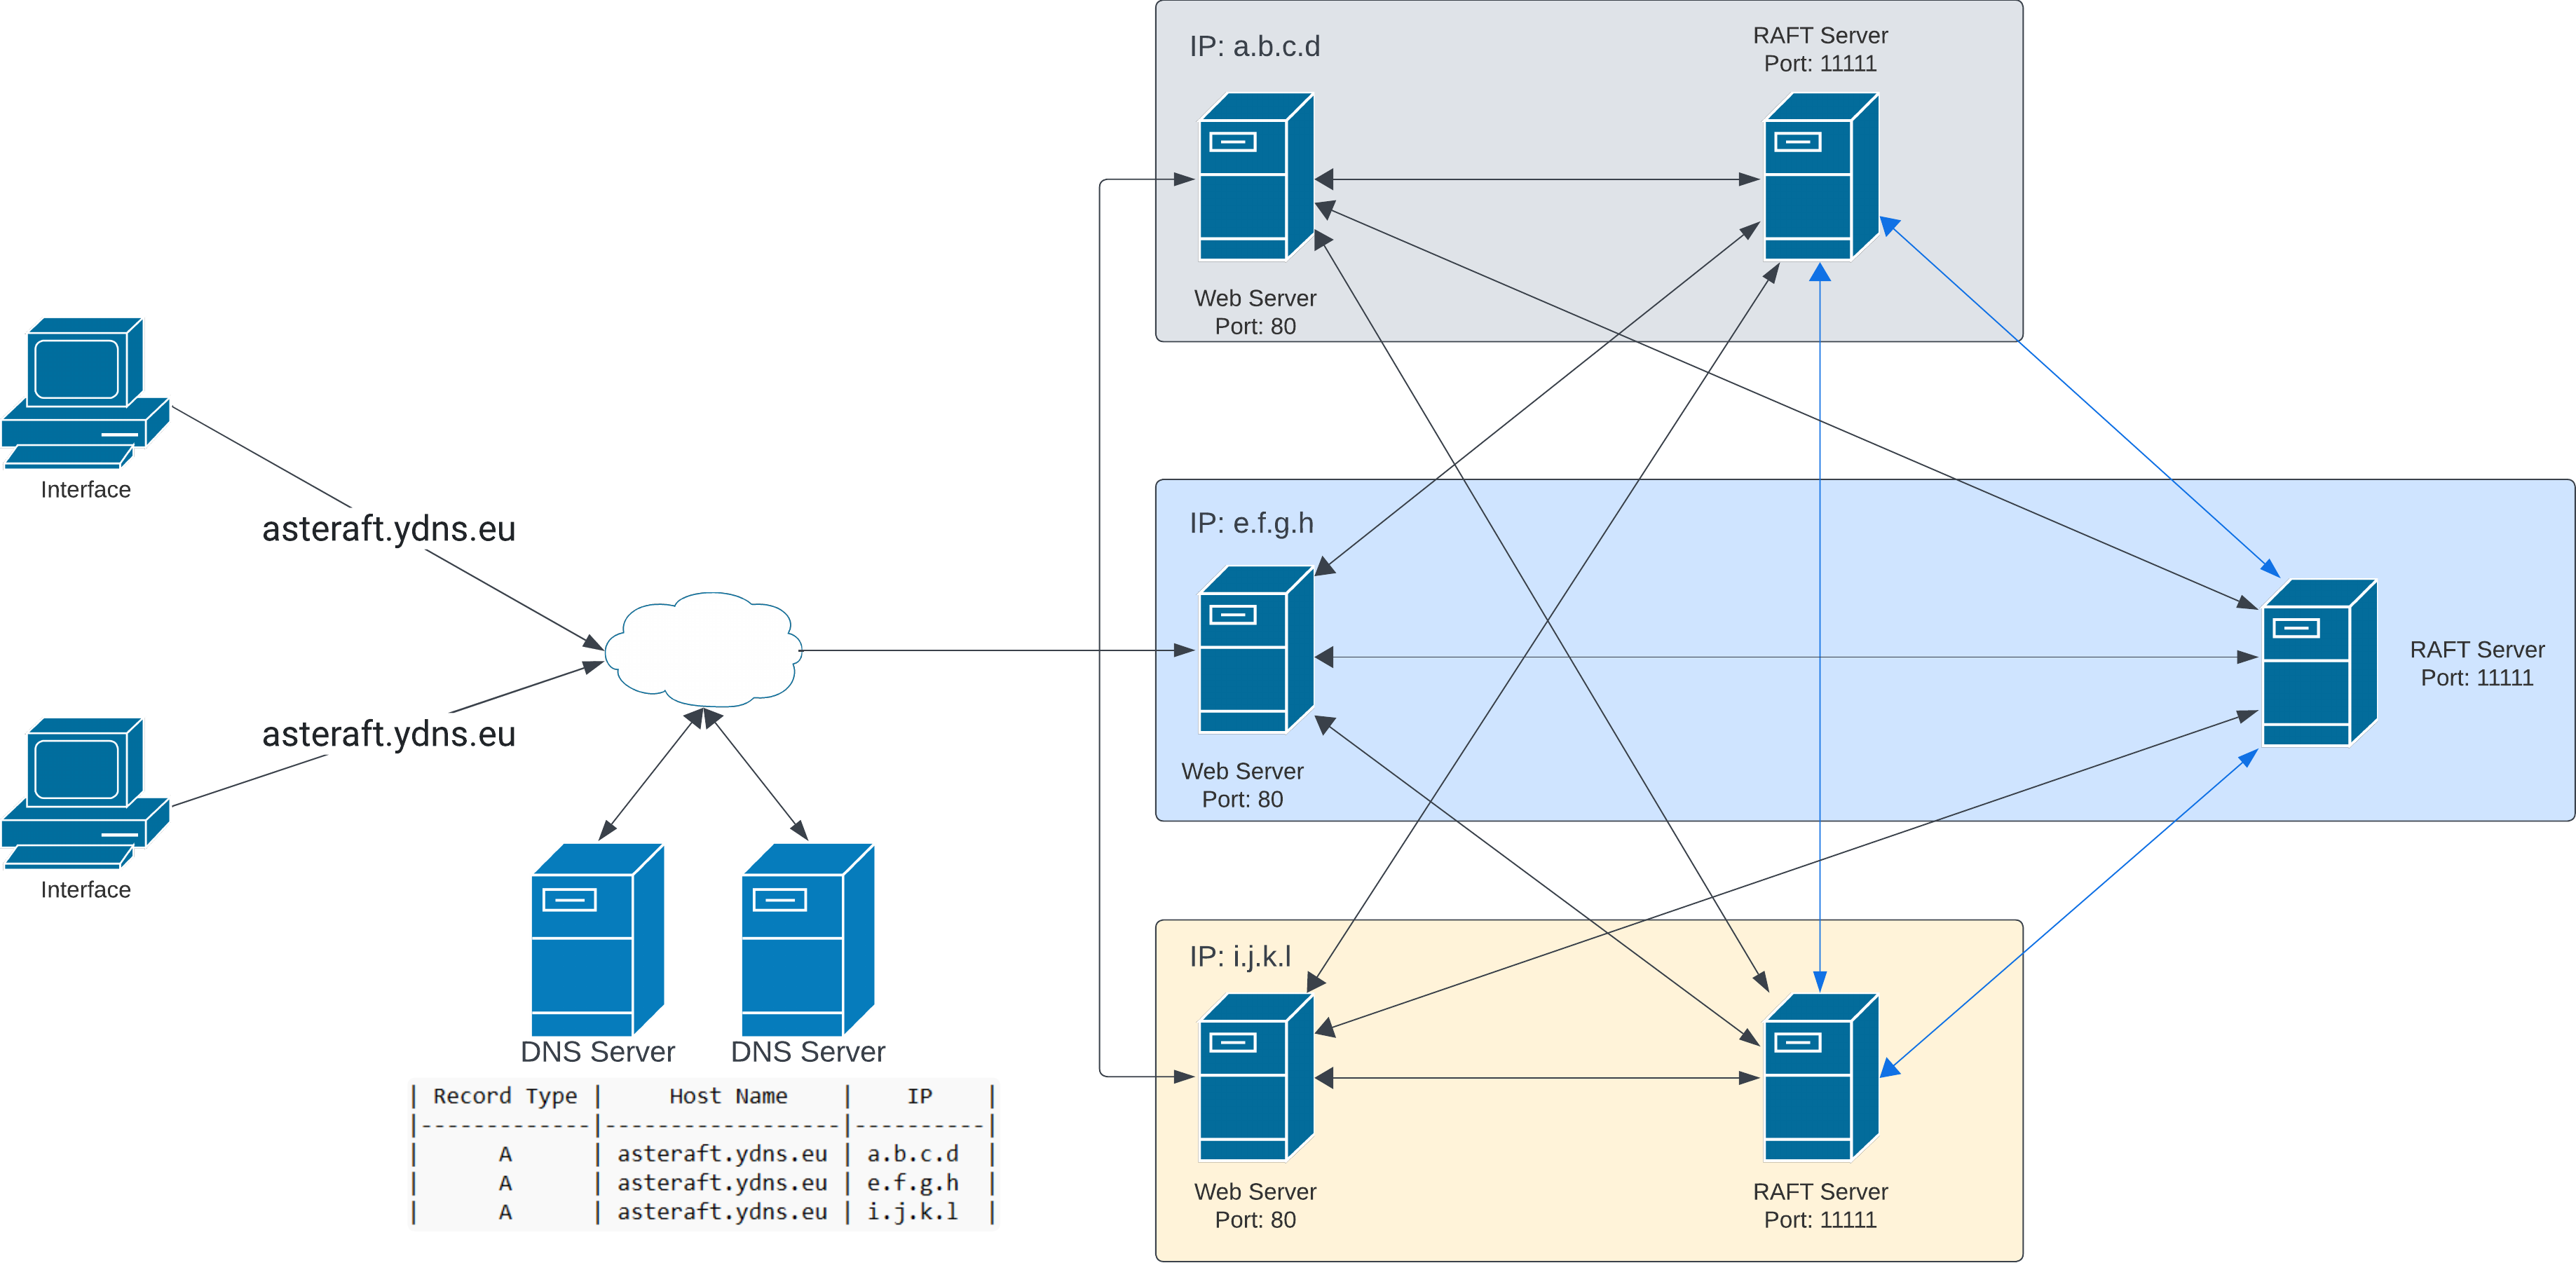 IP: a.b.c.d
RAFT Server
Port: 11111
Web Server
Port: 80
Interface
asteraft.ydns.eu
IP: e.f.g.h
RAFT Server
Port: 11111
Web Server
Port: 80
asteraft.ydns.eu
Interface
IP: i.j.k.l
Web Server
Port: 80
RAFT Server
Port: 11111
DNS Server
DNS Server
| Record Type | Host Name | IP |
|-------------|-----------------|----------|
| A | asteraft.ydns.eu | a.b.c.d |
| A | asteraft.ydns.eu | e.f.g.h |
| A | asteraft.ydns.eu | i.j.k.l |